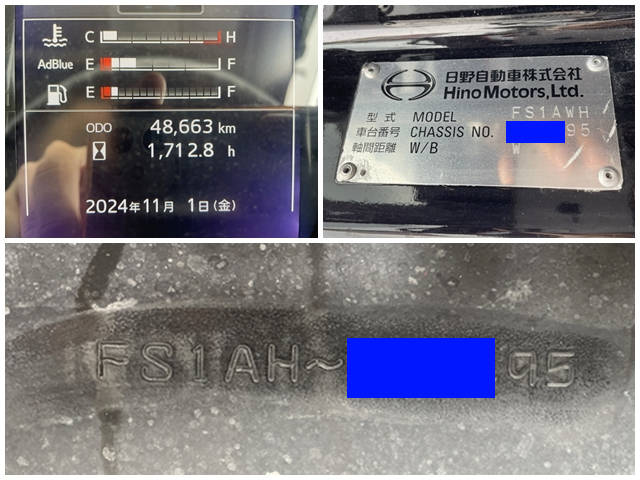 C H
AdBlue E F
E F
ODO 48,663 km
1,712.8 h
2024年11月 1日(金)
日野自動車株式会社
Hino Motors, Ltd.
型式 MODEL FS1AWH
車台番号 CHASSIS NO. 95
軸間距離 W/B W
FS1AH~ 95